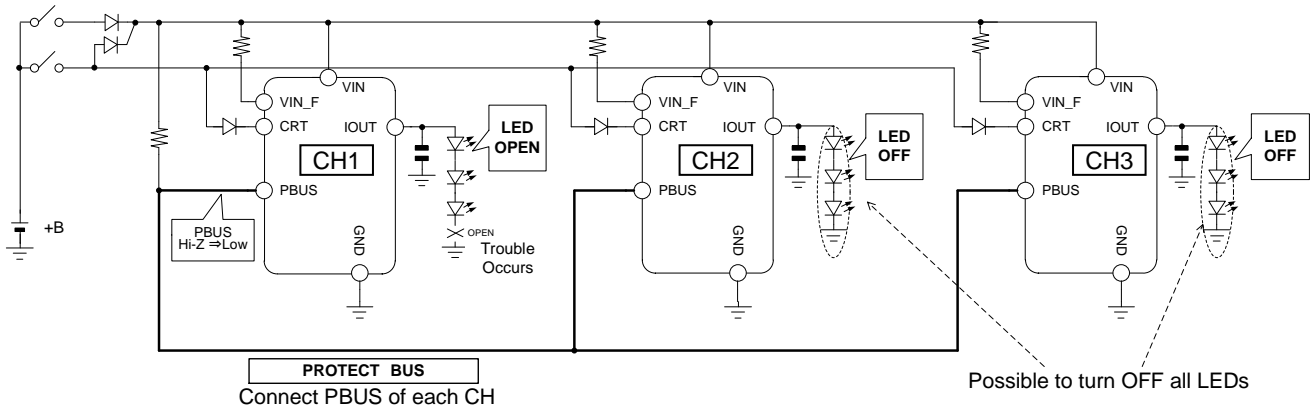 VIN
VIN_F
CRT
IOUT
CH1
PBUS
GND
LED
OPEN
PBUS
Hi-Z ⇒Low
OPEN
Trouble
Occurs
+B
VIN
VIN_F
CRT
IOUT
CH2
PBUS
GND
LED
OFF
VIN
VIN_F
CRT
IOUT
CH3
PBUS
GND
LED
OFF
PROTECT BUS
Connect PBUS of each CH
Possible to turn OFF all LEDs